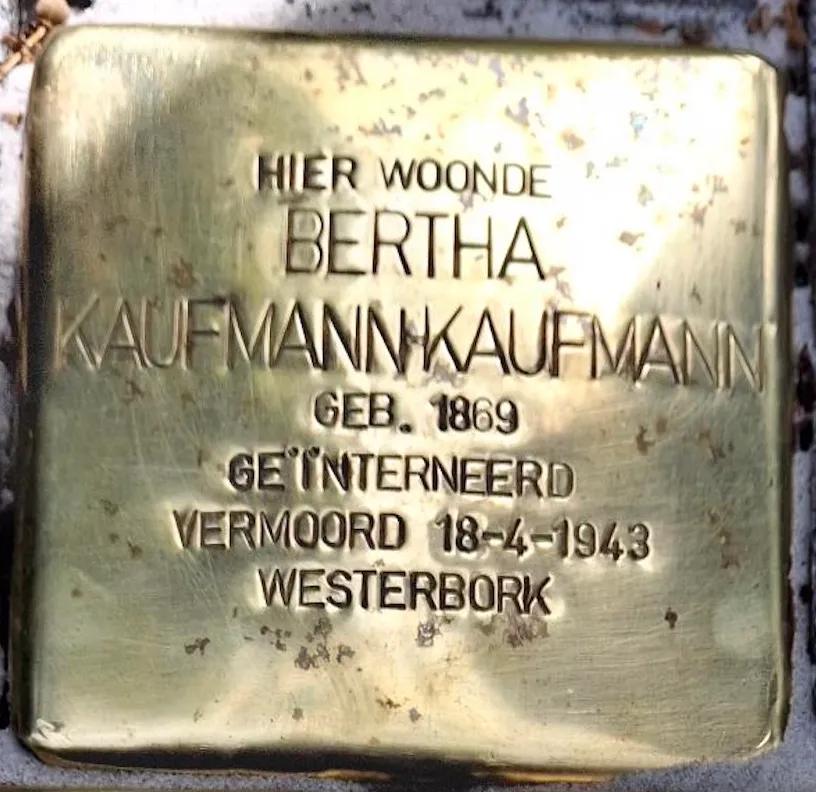 HIER WOONDE
BERTHA
KAUFMANN-KAUFMANN
GEB. 1869
GEÏNTERNEERD
VERMOORD 18-4-1943
WESTERBORK